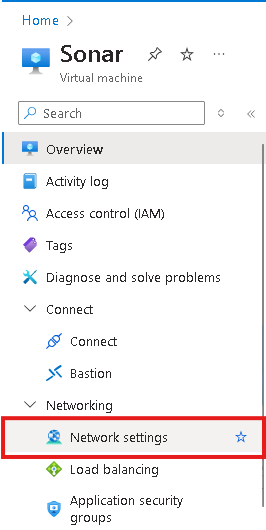 Home >
Sonar
Virtual machine
Search
Overview
Activity log
Access control (IAM)
Tags
Diagnose and solve problems
Connect
Connect
Bastion
Networking
Network settings
Load balancing
Application security
groups